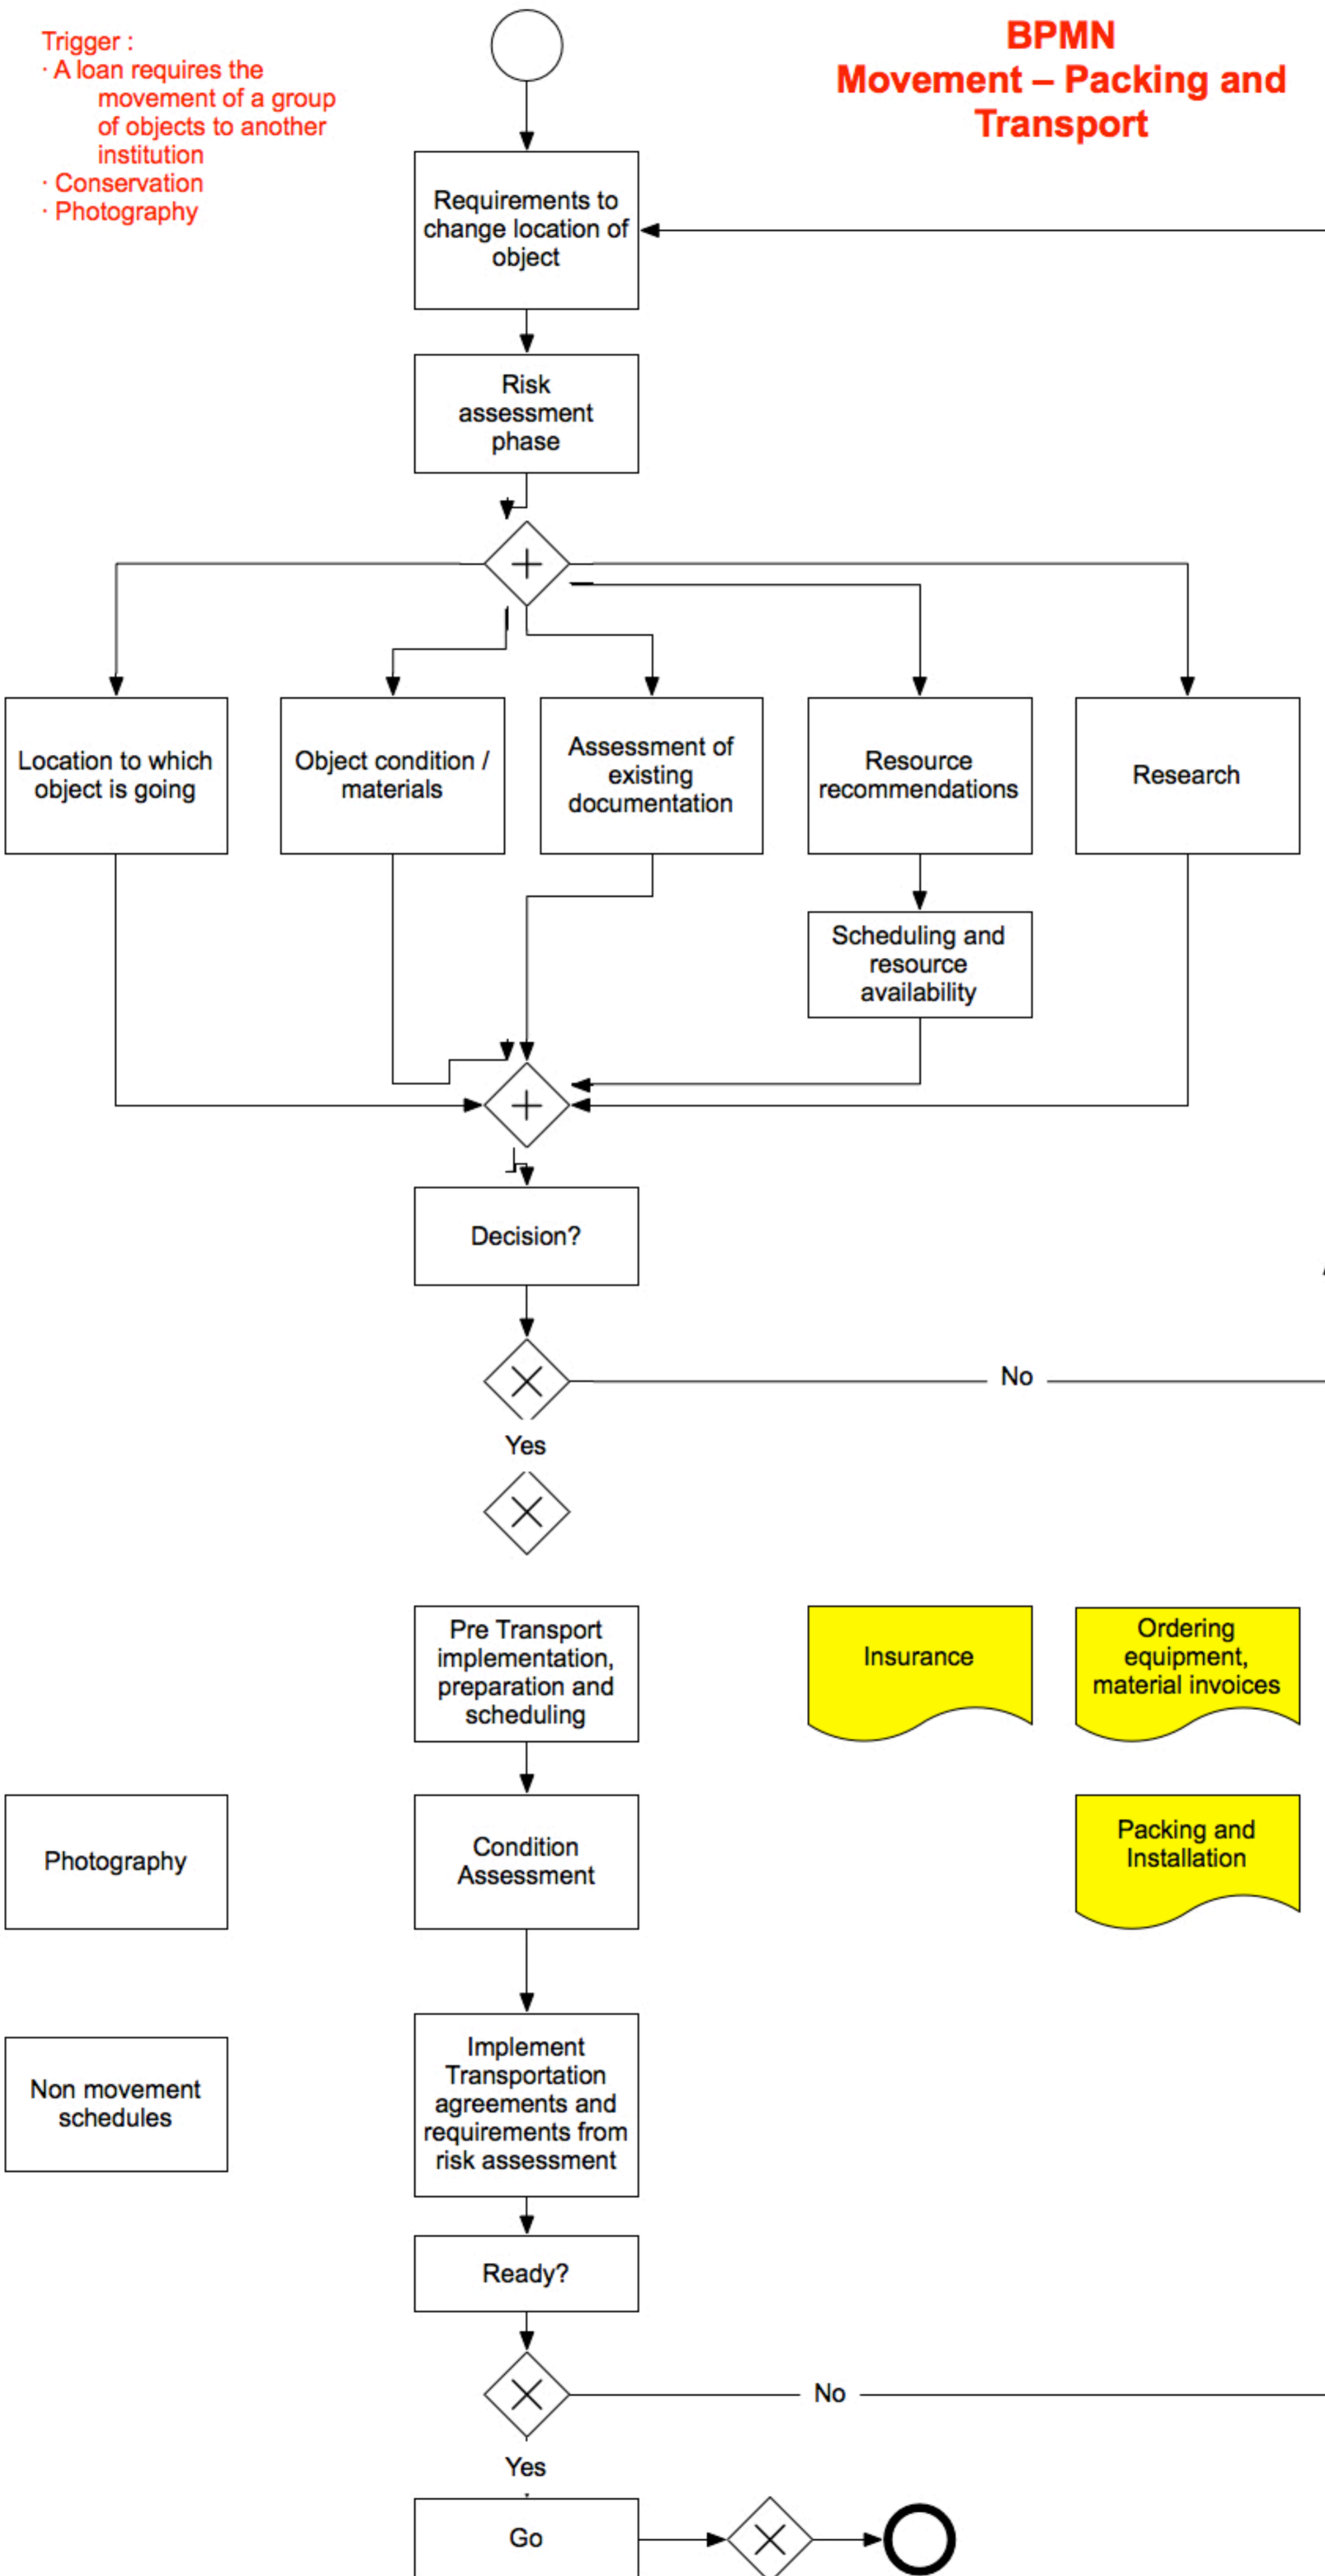 Trigger :
· A loan requires the
movement of a group
of objects to another
institution
· Conservation
· Photography
BPMN
Movement – Packing and
Transport
Requirements to
change location of
object
Risk
assessment
phase
Location to which
object is going
Object condition /
materials
Assessment of
existing
documentation
Resource
recommendations
Research
Scheduling and
resource
availability
Decision?
No
Yes
Pre Transport
implementation,
preparation and
scheduling
Insurance
Ordering
equipment,
material invoices
Photography
Condition
Assessment
Packing and
Installation
Non movement
schedules
Implement
Transportation
agreements and
requirements from
risk assessment
Ready?
No
Yes
Go